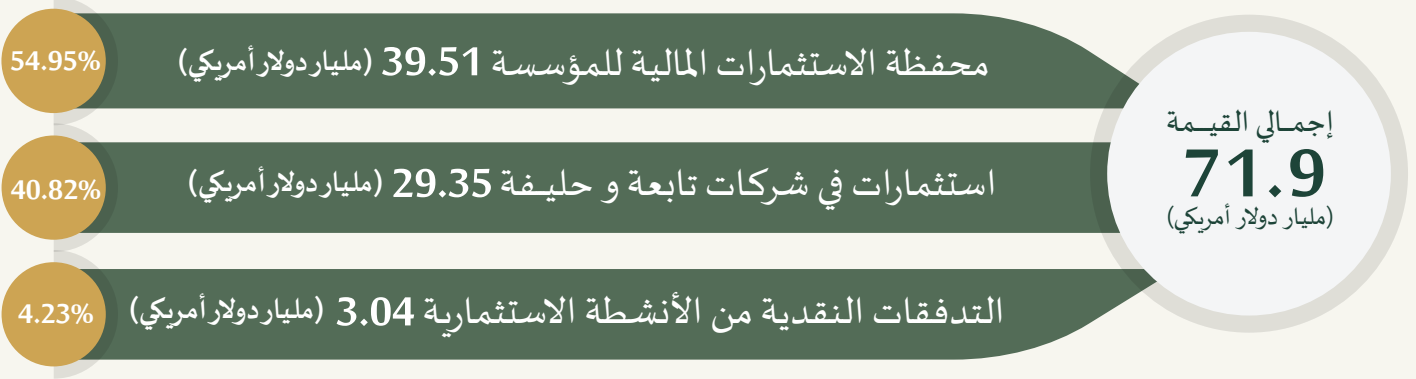 إجمـالي القيـمة
71.9
(مليار دولار أمريكي)
محفظة الاستثمارات المالية للمؤسسة 39.51 (مليار دولار أمريكي)
54.95%
استثمارات في شركات تابعة و حليفة 29.35 (مليار دولار أمريكي)
40.82%
التدفقات النقدية من الأنشطة الاستثمارية 3.04 (مليار دولار أمريكي)
4.23%